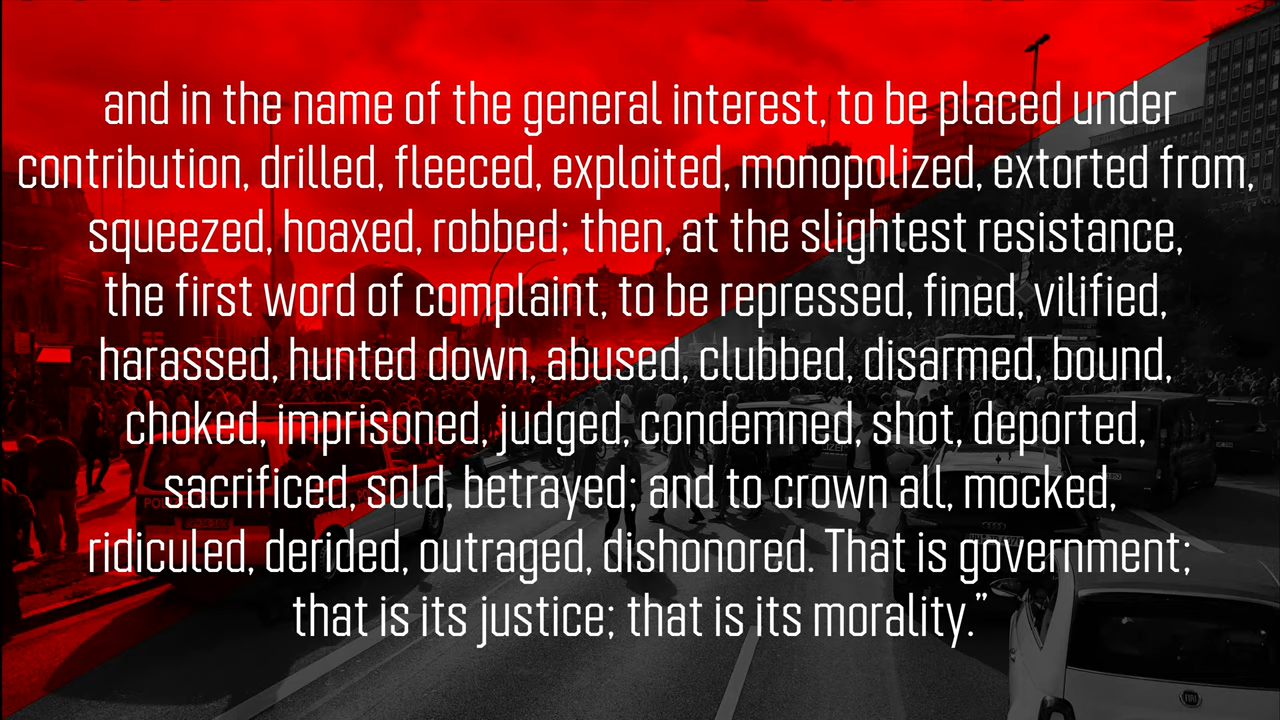 and in the name of the general interest, to be placed under
contribution, drilled, fleeced, exploited, monopolized, extorted from,
squeezed, hoaxed, robbed; then, at the slightest resistance,
the first word of complaint, to be repressed, fined, vilified,
harassed, hunted down, abused, clubbed, disarmed, bound,
choked, imprisoned, judged, condemned, shot, deported,
sacrificed, sold, betrayed; and to crown all, mocked,
ridiculed, derided, outraged, dishonored. That is government;
that is its justice; that is its morality.”